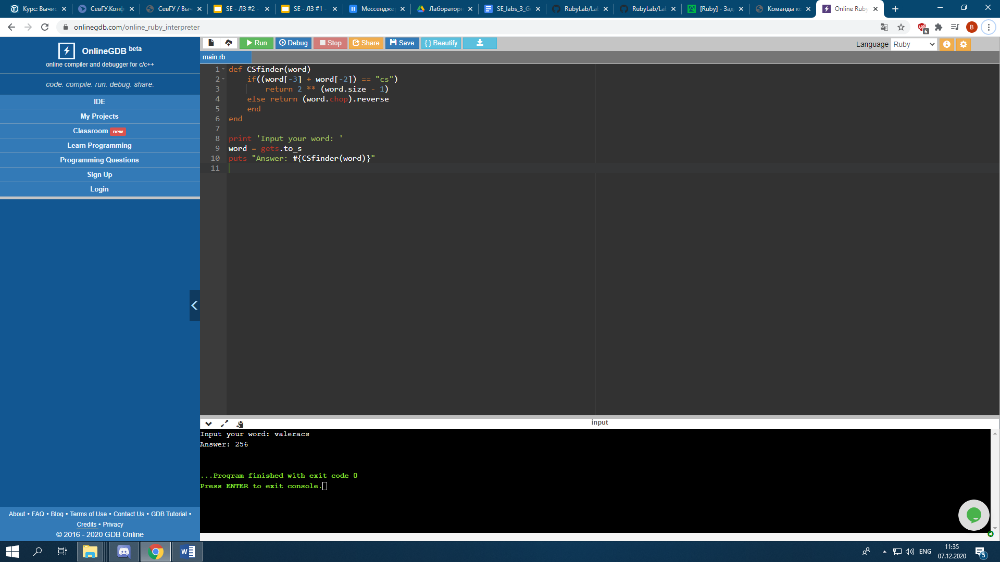 Курс: Вычис
СевГУ.Конф
СевГУ / Выч
SE - ЛЗ #2 -
SE - ЛЗ #1 -
Мессендже
Лаборатор
SE_labs_3_G
RubyLab/La
RubyLab/La
[Ruby] - Зад
Команды ко
Online Ruby
onlinegdb.com/online_ruby_interpreter
6
B
OnlineGDB beta
online compiler and debugger for c/c++
code. compile. run. debug. share.
IDE
My Projects
Classroom new
Learn Programming
Programming Questions
Sign Up
Login
Run
Debug
Stop
Share
Save
{ } Beautify
Language Ruby
main.rb
1 def CSfinder(word)
2 if((word[-3] + word[-2]) == "cs")
3 return 2 ** (word.size - 1)
4 else return (word.chop).reverse
5 end
6 end
7
8 print 'Input your word: '
9 word = gets.to_s
10 puts "Answer: #{CSfinder(word)}"
11
input
Input your word: valeracs
Answer: 256
...Program finished with exit code 0
Press ENTER to exit console.
About • FAQ • Blog • Terms of Use • Contact Us • GDB Tutorial •
Credits • Privacy
© 2016 - 2020 GDB Online
ENG
11:35
07.12.2020
5